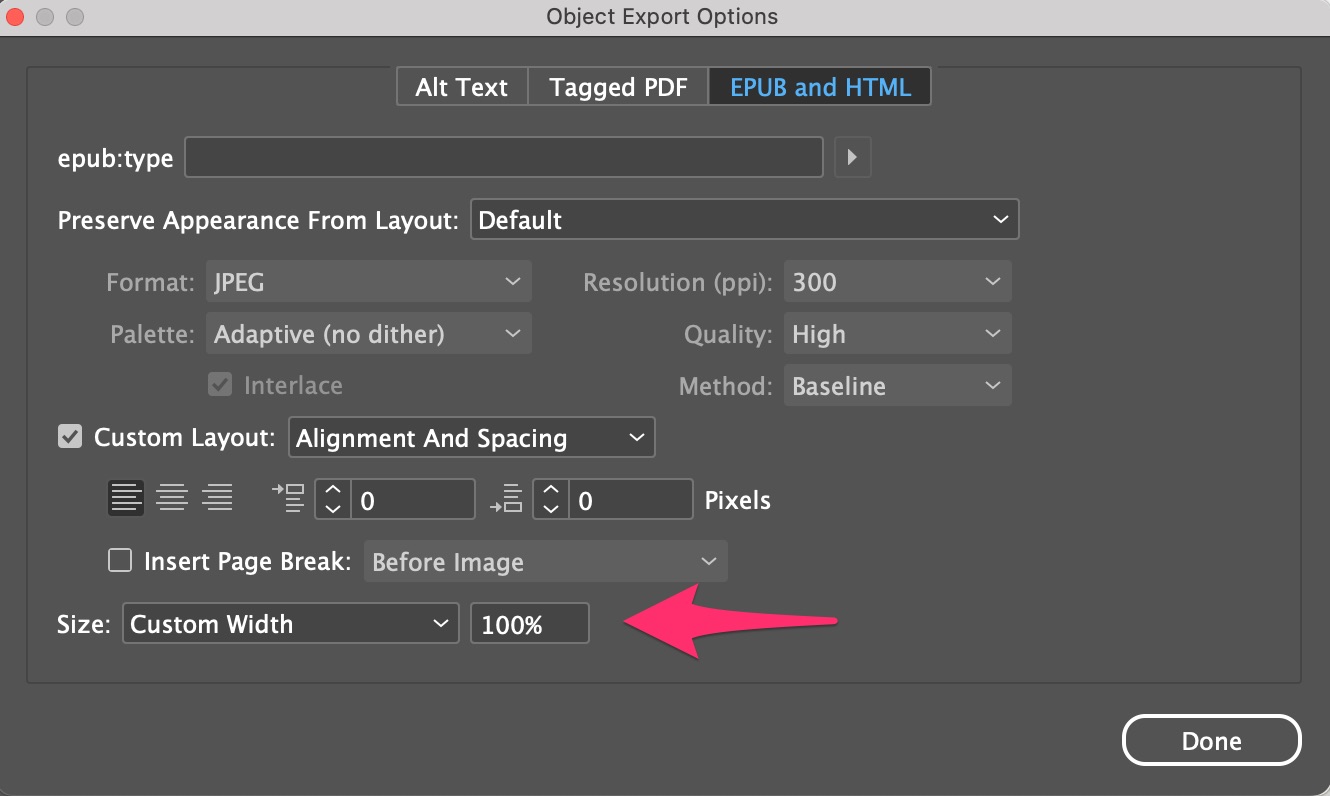 Object Export Options
Alt Text Tagged PDF EPUB and HTML
epub:type
Preserve Appearance From Layout: Default
Format: JPEG Resolution (ppi): 300
Palette: Adaptive (no dither) Quality: High
Interlace Method: Baseline
Custom Layout: Alignment And Spacing
0 0 Pixels
Insert Page Break: Before Image
Size: Custom Width 100%
Done